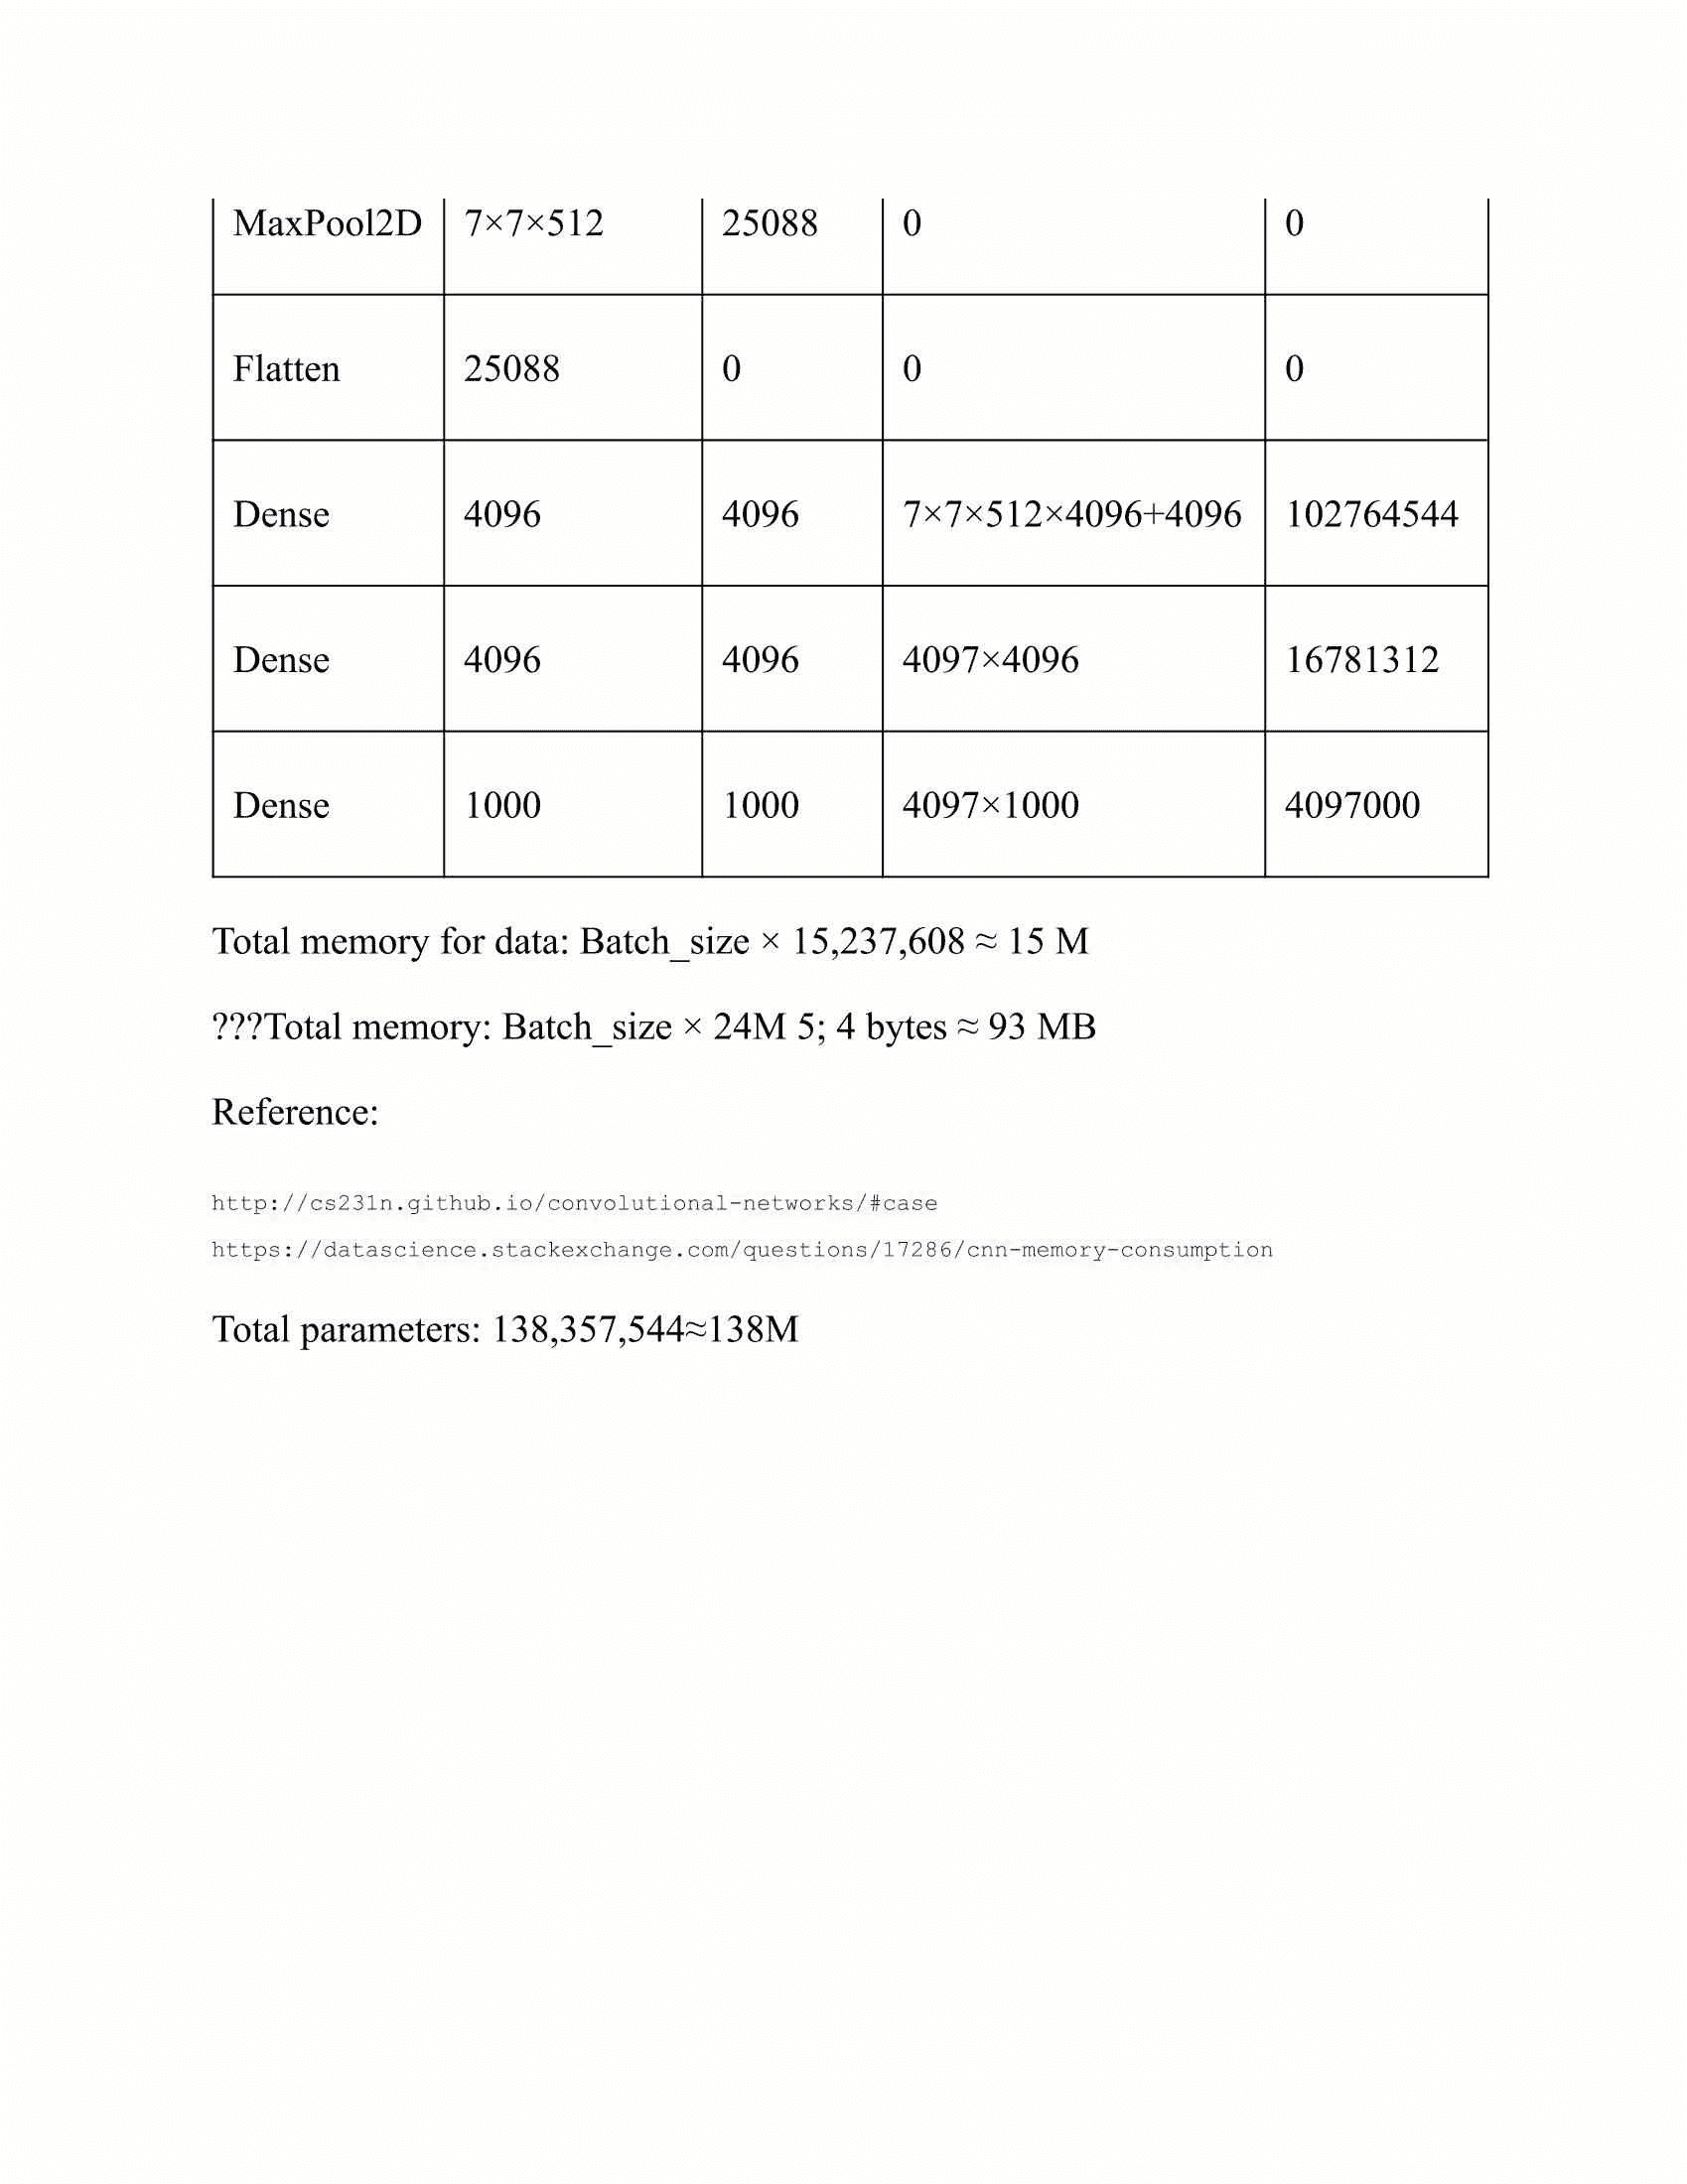 MaxPool2D 7×7×512 25088 0 0
Flatten 25088 0 0 0
Dense 4096 4096 7×7×512×4096+4096 102764544
Dense 4096 4096 4097×4096 16781312
Dense 1000 1000 4097×1000 4097000
Total memory for data: Batch_size × 15,237,608 ≈ 15 M
???Total memory: Batch_size × 24M 5; 4 bytes ≈ 93 MB
Reference:
http://cs231n.github.io/convolutional-networks/#case
https://datascience.stackexchange.com/questions/17286/cnn-memory-consumption
Total parameters: 138,357,544≈138M